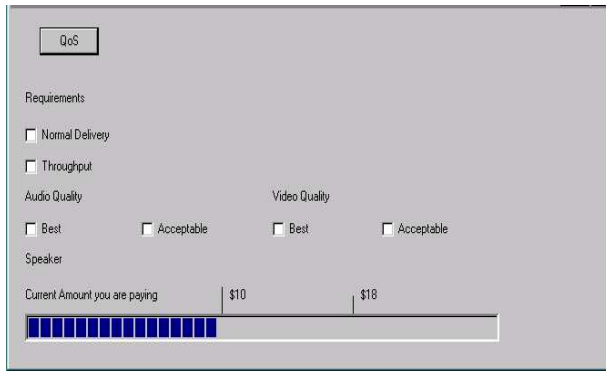 QoS
Requirements
Normal Delivery
Throughput
Audio Quality Video Quality
Best Acceptable Best Acceptable
Speaker
Current Amount you are paying $10 $18